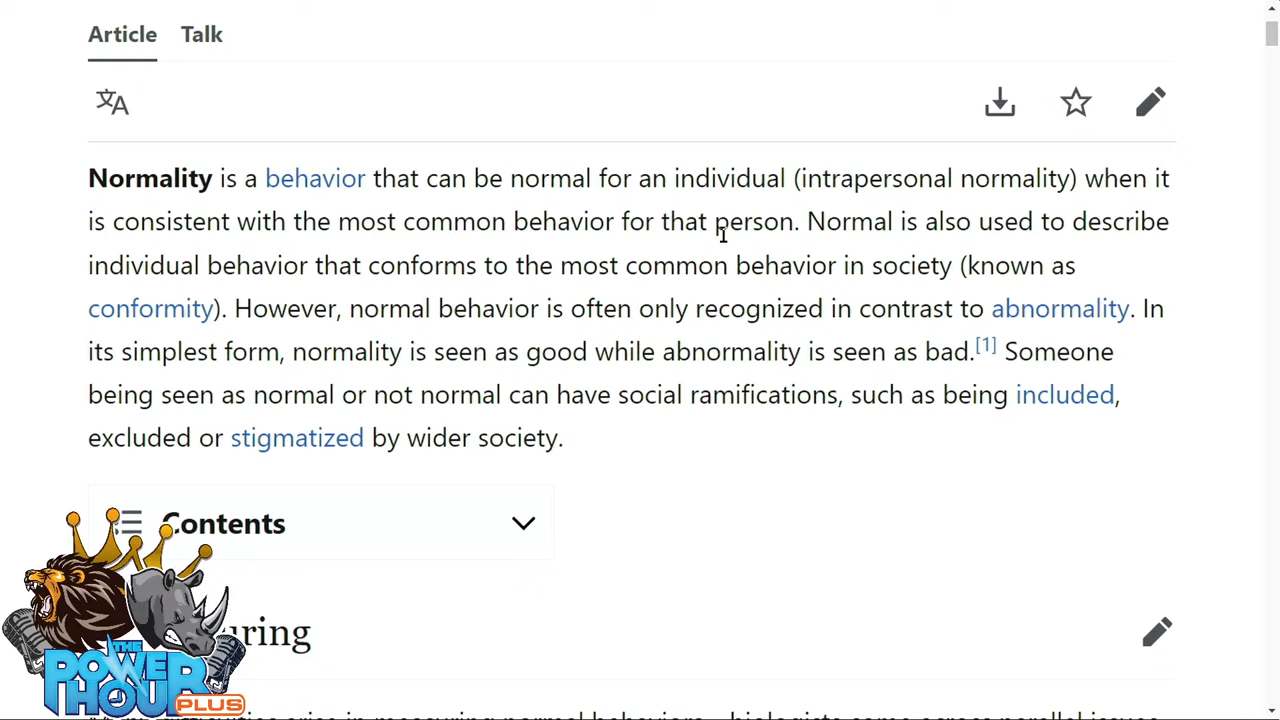 Article Talk
Normality is a behavior that can be normal for an individual (intrapersonal normality) when it
is consistent with the most common behavior for that person. Normal is also used to describe
individual behavior that conforms to the most common behavior in society (known as
conformity). However, normal behavior is often only recognized in contrast to abnormality. In
its simplest form, normality is seen as good while abnormality is seen as bad.[1] Someone
being seen as normal or not normal can have social ramifications, such as being included,
excluded or stigmatized by wider society.
Contents
uring
THE
POWER
HOUR
PLUS